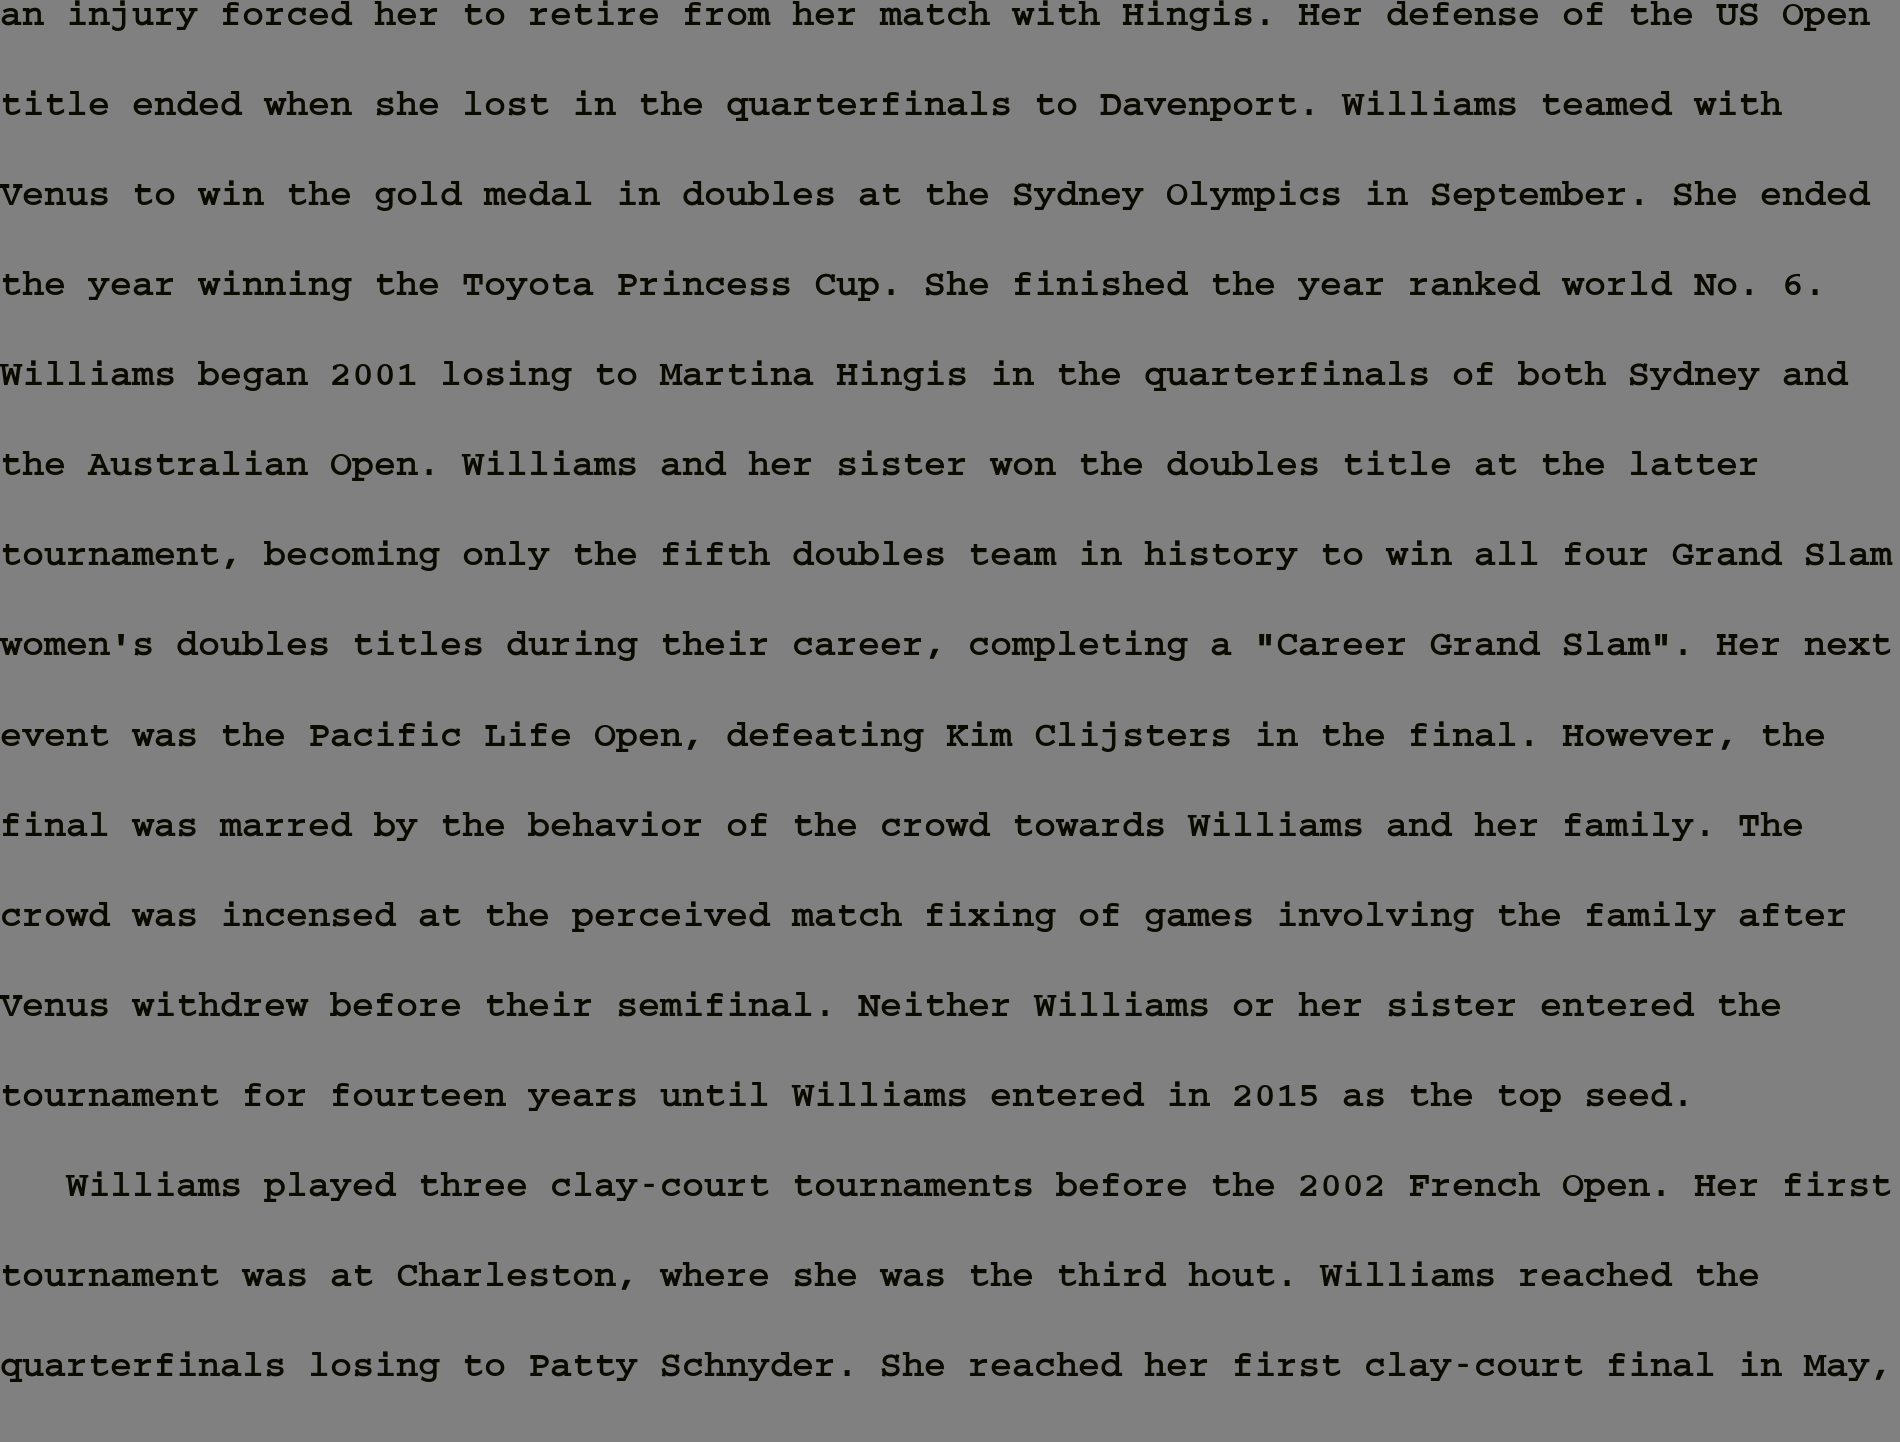 an injury forced her to retire from her match with Hingis. Her defense of the US Open
title ended when she lost in the quarterfinals to Davenport. Williams teamed with
Venus to win the gold medal in doubles at the Sydney Olympics in September. She ended
the year winning the Toyota Princess Cup. She finished the year ranked world No. 6.
Williams began 2001 losing to Martina Hingis in the quarterfinals of both Sydney and
the Australian Open. Williams and her sister won the doubles title at the latter
tournament, becoming only the fifth doubles team in history to win all four Grand Slam
women's doubles titles during their career, completing a "Career Grand Slam". Her next
event was the Pacific Life Open, defeating Kim Clijsters in the final. However, the
final was marred by the behavior of the crowd towards Williams and her family. The
crowd was incensed at the perceived match fixing of games involving the family after
Venus withdrew before their semifinal. Neither Williams or her sister entered the
tournament for fourteen years until Williams entered in 2015 as the top seed.
Williams played three clay-court tournaments before the 2002 French Open. Her first
tournament was at Charleston, where she was the third hout. Williams reached the
quarterfinals losing to Patty Schnyder. She reached her first clay-court final in May,